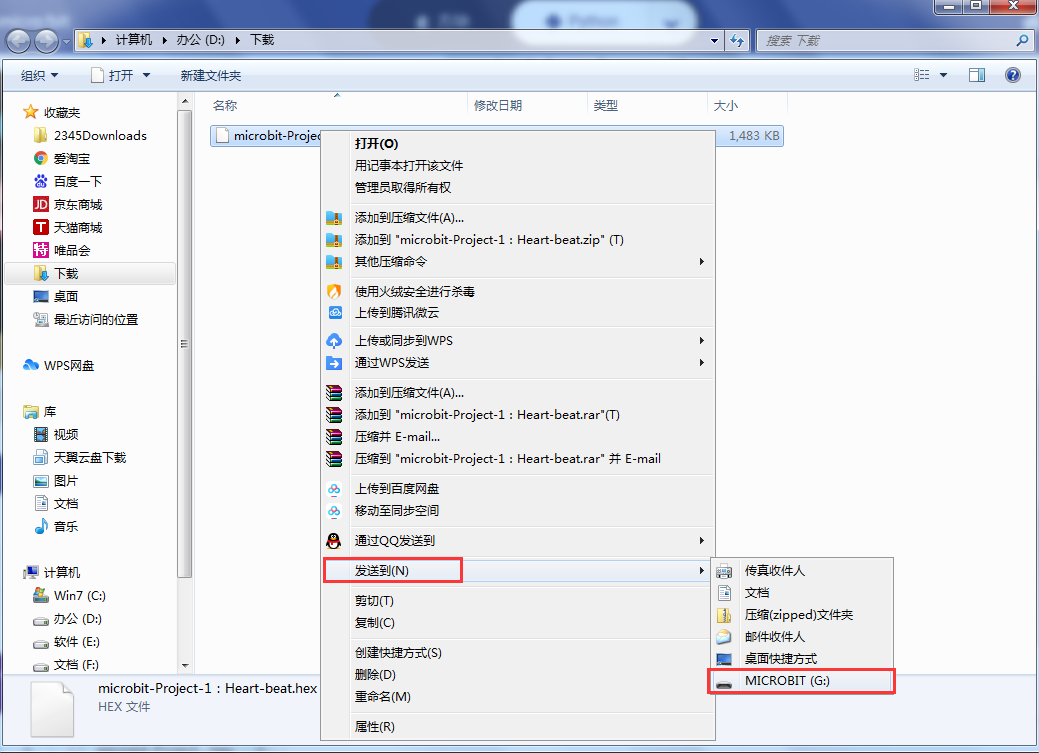 Python
计算机 办公 (D:) 下载
搜索 下载
组织 打开 新建文件夹
名称 修改日期 类型 大小
收藏夹
2345Downloads
爱淘宝
百度一下
京东商城
天猫商城
唯品会
下载
桌面
最近访问的位置
WPS网盘
库
视频
天翼云盘下载
图片
文档
音乐
计算机
Win7 (C:)
办公 (D:)
软件 (E:)
文档 (F:)
microbit-Projec
1,483 KB
打开(O)
用记事本打开该文件
管理员取得所有权
添加到压缩文件(A)...
添加到 "microbit-Project-1：Heart-beat.zip" (T)
其他压缩命令
使用火绒安全进行杀毒
上传到腾讯微云
上传或同步到WPS
通过WPS发送
添加到压缩文件(A)...
添加到 "microbit-Project-1：Heart-beat.rar"(T)
压缩并 E-mail...
压缩到 "microbit-Project-1：Heart-beat.rar" 并 E-mail
上传到百度网盘
移动至同步空间
通过QQ发送到
发送到(N)
剪切(T)
复制(C)
创建快捷方式(S)
删除(D)
重命名(M)
属性(R)
传真收件人
文档
压缩(zipped)文件夹
邮件收件人
桌面快捷方式
MICROBIT (G:)
microbit-Project-1：Heart-beat.hex
HEX 文件
JD
T
特